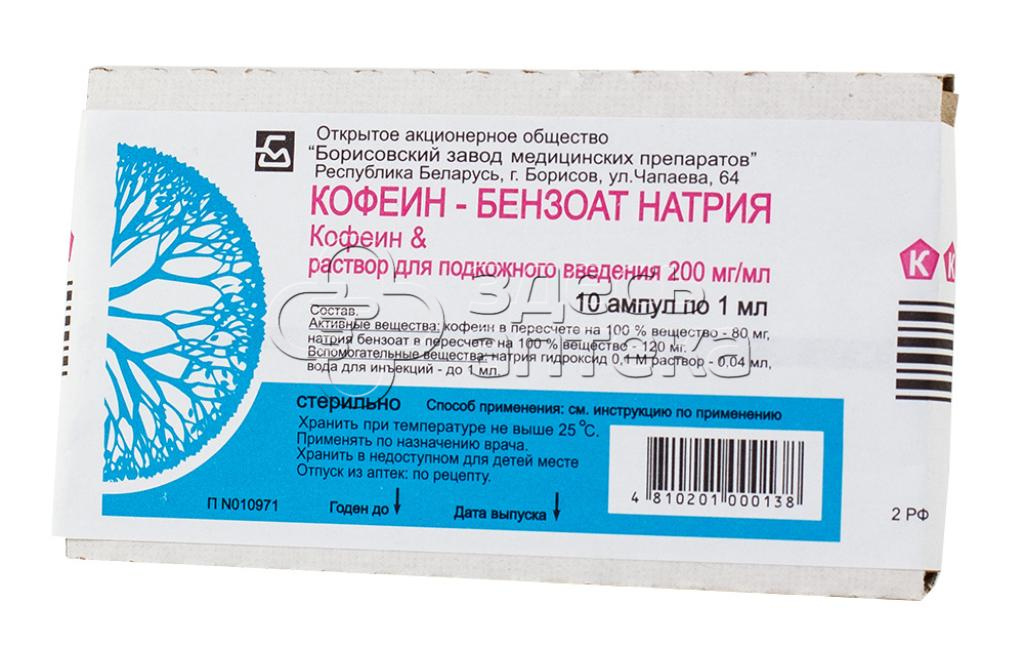 Открытое акционерное общество
"Борисовский завод медицинских препаратов"
Республика Беларусь, г. Борисов, ул.Чапаева, 64
КОФЕИН - БЕНЗОАТ НАТРИЯ
Кофеин &
раствор для подкожного введения 200 мг/мл
10 ампул по 1 мл
Состав.
Активные вещества: кофеин в пересчете на 100 % вещество - 80 мг,
натрия бензоат в пересчете на 100 % вещество - 120 мг.
Вспомогательные вещества: натрия гидроксид 0,1 М раствор - 0,04 мл,
вода для инъекций - до 1 мл.
здесь
аптека
К
К
стерильно Способ применения: см. инструкцию по применению
Хранить при температуре не выше 25 °С.
Применять по назначению врача.
Хранить в недоступном для детей месте
Отпуск из аптек: по рецепту.
4 810201 000138
П N010971 Годен до Дата выпуска
2 РФ